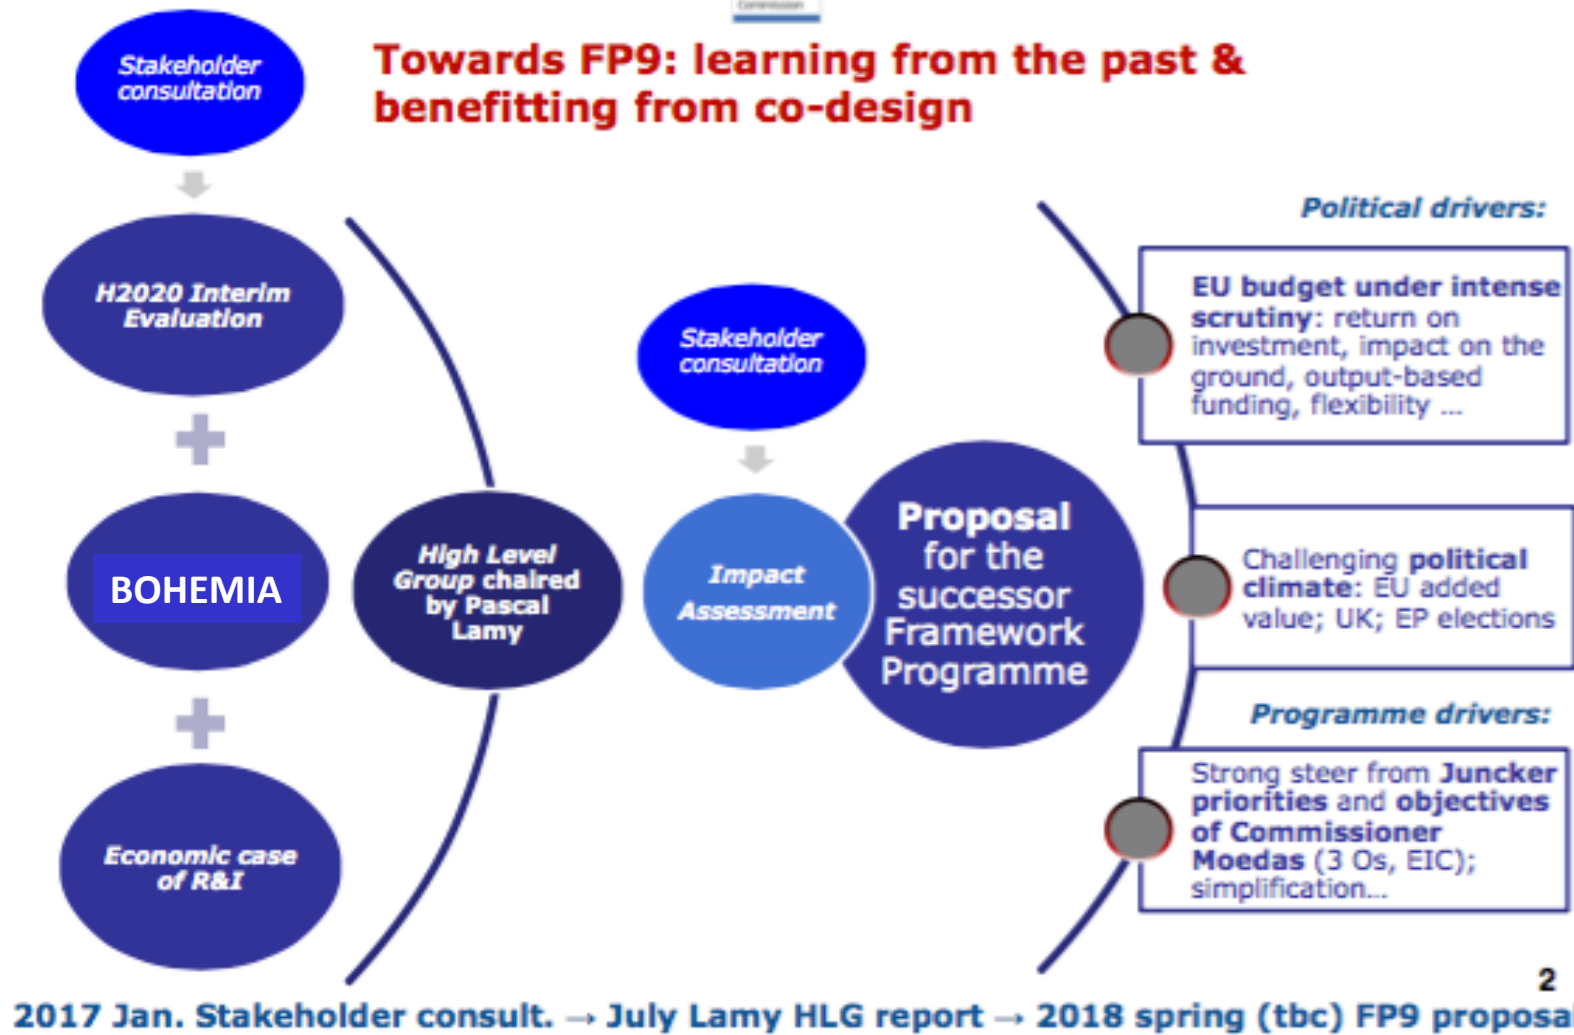 Commission
Towards FP9: learning from the past &
benefitting from co-design
Stakeholder
consultation
H2020 Interim
Evaluation
BOHEMIA
Economic case
of R&I
High Level
Group chaired
by Pascal
Lamy
Stakeholder
consultation
Impact
Assessment
Proposal
for the
successor
Framework
Programme
Political drivers:
EU budget under intense
scrutiny: return on
investment, impact on the
ground, output-based
funding, flexibility ...
Challenging political
climate: EU added
value; UK; EP elections
Programme drivers:
Strong steer from Juncker
priorities and objectives
of Commissioner
Moedas (3 Os, EIC);
simplification...
2
2017 Jan. Stakeholder consult. → July Lamy HLG report → 2018 spring (tbc) FP9 proposal